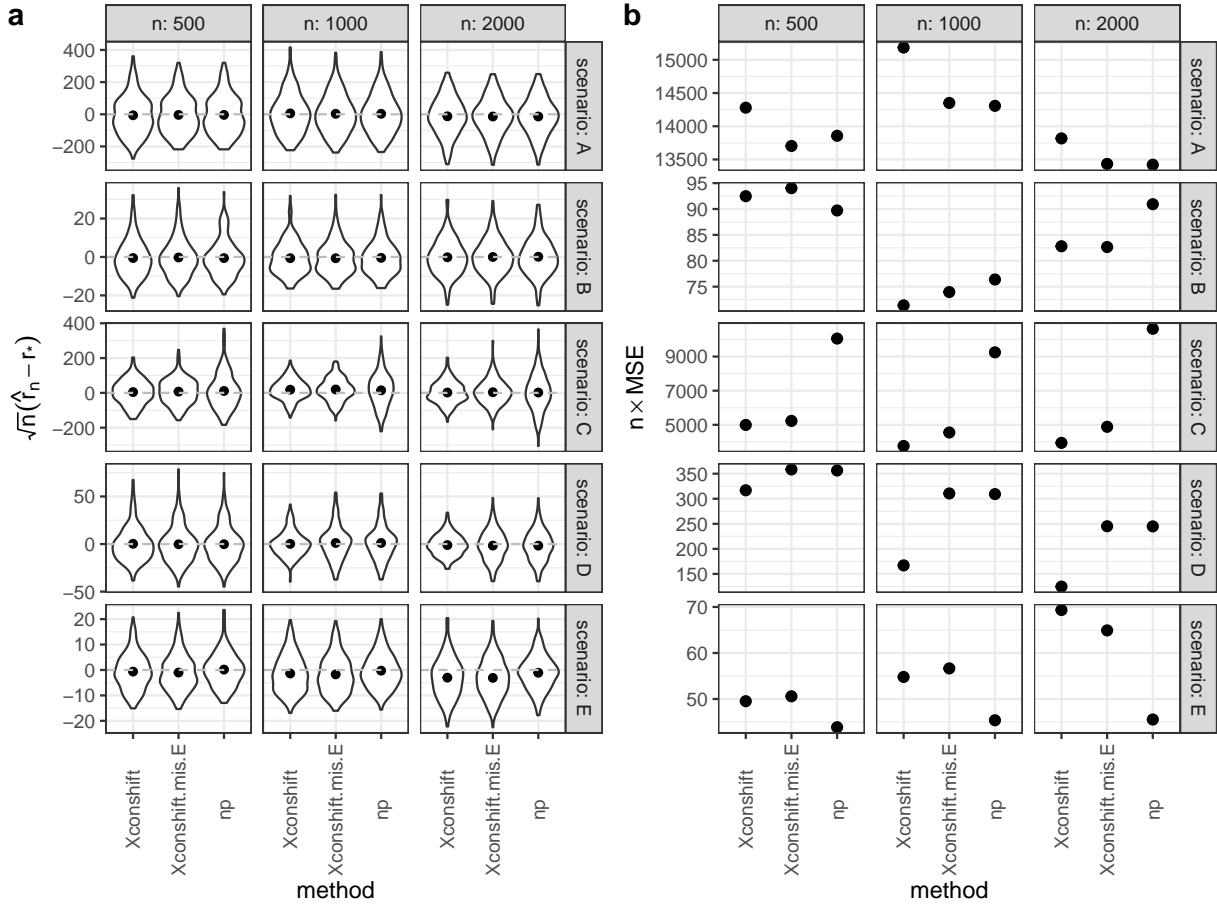 a
n: 500
n: 1000
n: 2000
400
200
0
−200
scenario: A
20
0
−20
scenario: B
400
200
0
−200
scenario: C
50
0
−50
scenario: D
20
10
0
−10
−20
scenario: E
√n(r̂ₙ − r*)
Xconshift
Xconshift.mis.E
np
Xconshift
Xconshift.mis.E
np
Xconshift
Xconshift.mis.E
np
method
b
n: 500
n: 1000
n: 2000
15000
14500
14000
13500
scenario: A
95
90
85
80
75
scenario: B
9000
7000
5000
scenario: C
350
300
250
200
150
scenario: D
70
60
50
scenario: E
n × MSE
Xconshift
Xconshift.mis.E
np
Xconshift
Xconshift.mis.E
np
Xconshift
Xconshift.mis.E
np
method